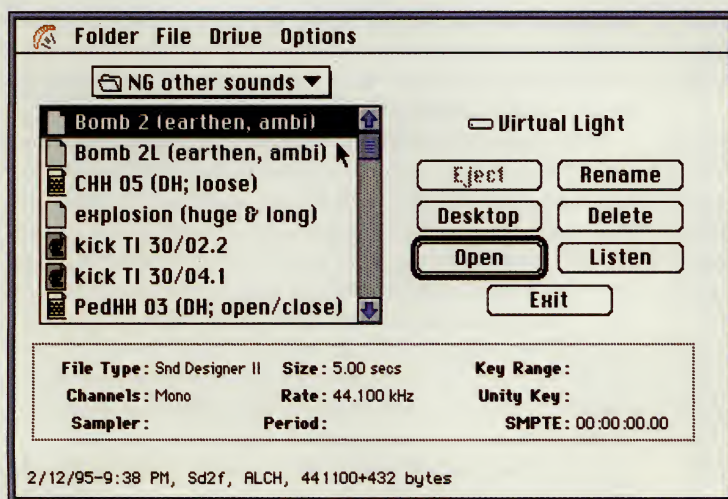 Folder File Drive Options
NG other sounds
Bomb 2 (earthen, ambi)
Bomb 2L (earthen, ambi)
CHH 05 (DH; loose)
explosion (huge & long)
kick TI 30/02.2
kick TI 30/04.1
PedHH 03 (DH; open/close)
Virtual Light
Eject Rename
Desktop Delete
Open Listen
Exit
File Type: Snd Designer II Size: 5.00 secs Key Range:
Channels: Mono Rate: 44.100 kHz Unity Key:
Sampler: Period: SMPTE: 00:00:00.00
2/12/95-9:38 PM, Sd2f, ALCH, 441100+432 bytes